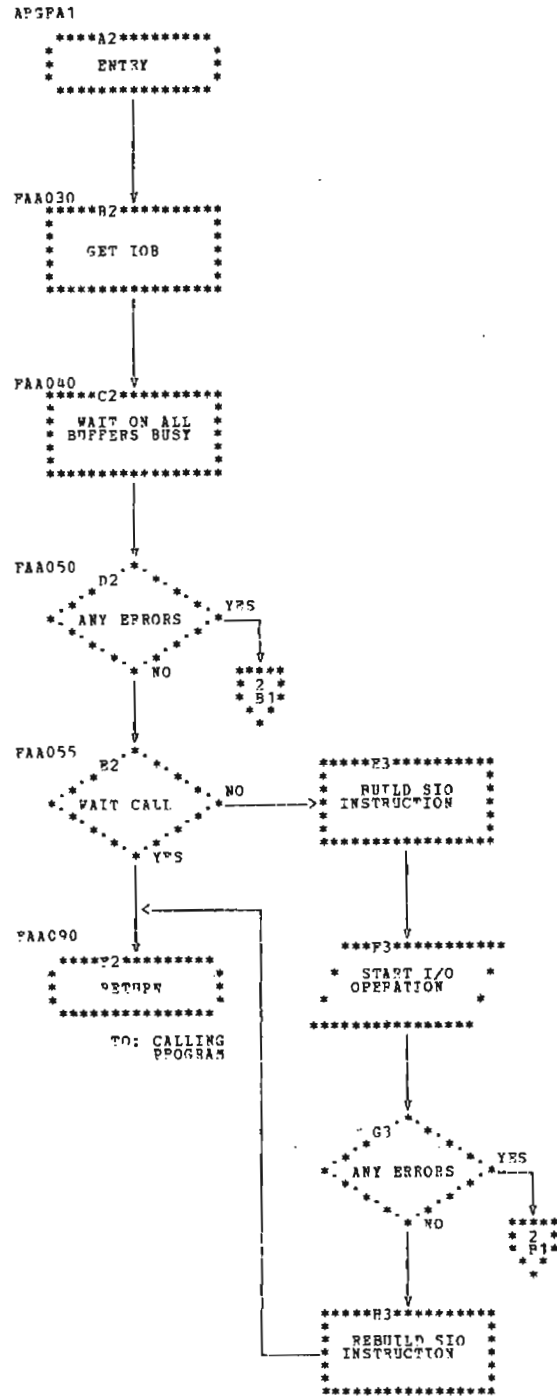 A2
ENTRY
FAA030
B2
GET IOB
FAA040
C2
WAIT ON ALL
BUFFERS BUSY
FAA050
D2
ANY ERRORS
YES
NO
2
B1
FAA055
E2
WAIT CALL
NO
YES
E3
BUILD SIO
INSTRUCTION
FAA090
F2
RETURN
TO: CALLING
PROGRAM
F3
START I/O
OPERATION
G3
ANY ERRORS
YES
NO
2
B1
H3
REBUILD SIO
INSTRUCTION